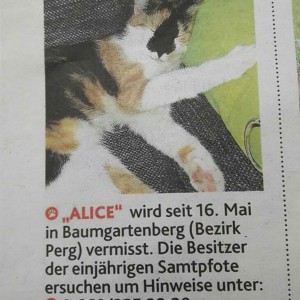 „ALICE“ wird seit 16. Mai
in Baumgartenberg (Bezirk
Perg) vermisst. Die Besitzer
der einjährigen Samtpfote
ersuchen um Hinweise unter: